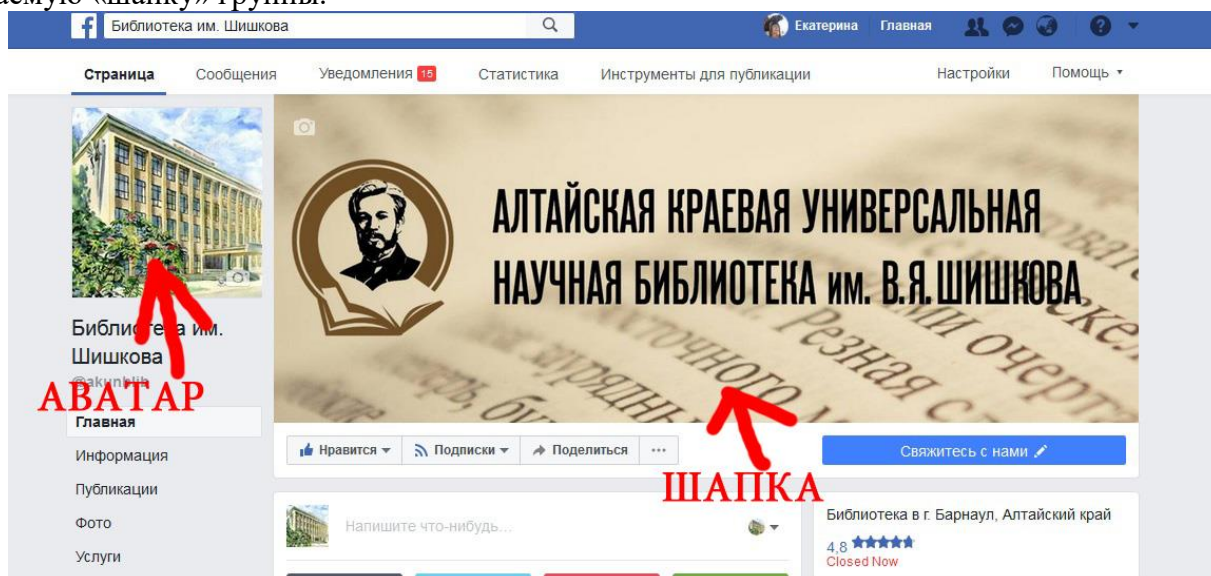 аемую «шапку» группы.
Библиотека им. Шишкова
Екатерина Главная
Страница Сообщения Уведомления 15 Статистика Инструменты для публикации Настройки Помощь
АЛТАЙСКАЯ КРАЕВАЯ УНИВЕРСАЛЬНАЯ
НАУЧНАЯ БИБЛИОТЕКА им. В.Я. ШИШКОВА
Библиотека им.
Шишкова
@akunblib
АВАТАР
Главная
Информация
Публикации
Фото
Услуги
Нравится Подписки Поделиться ...
Свяжитесь с нами
ШАПКА
Напишите что-нибудь...
Библиотека в г. Барнаул, Алтайский край
4,8
Closed Now